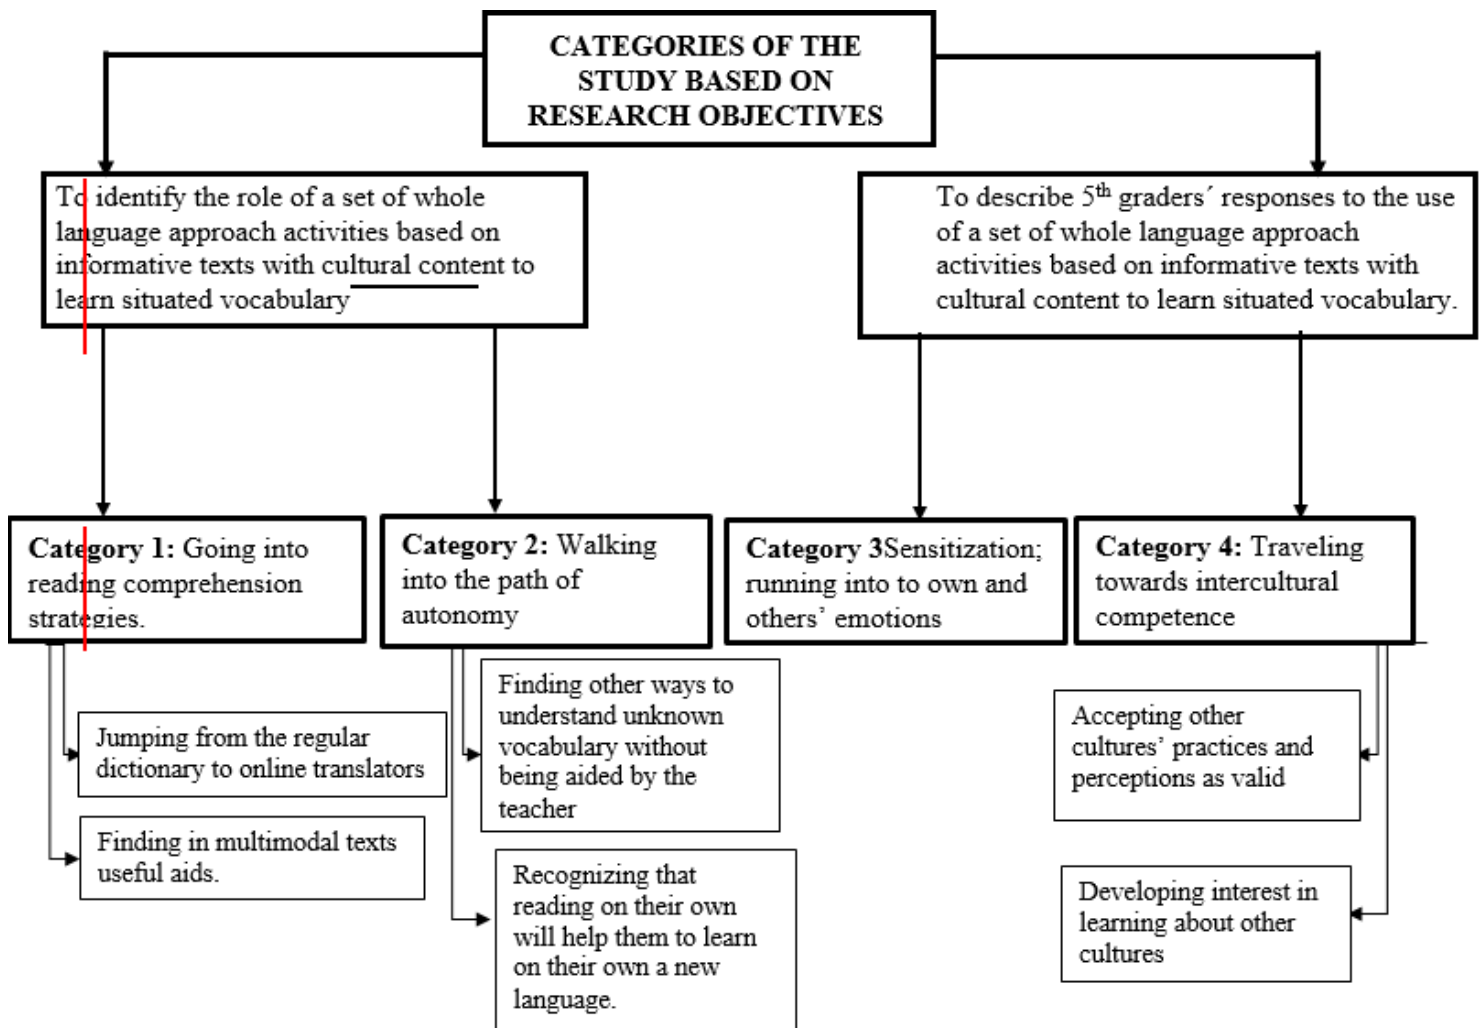 CATEGORIES OF THE
STUDY BASED ON
RESEARCH OBJECTIVES
To identify the role of a set of whole
language approach activities based on
informative texts with cultural content to
learn situated vocabulary
To describe 5th graders´ responses to the use
of a set of whole language approach
activities based on informative texts with
cultural content to learn situated vocabulary.
Category 1: Going into
reading comprehension
strategies.
Category 2: Walking
into the path of
autonomy
Category 3Sensitization;
running into to own and
others’ emotions
Category 4: Traveling
towards intercultural
competence
Jumping from the regular
dictionary to online translators
Finding in multimodal texts
useful aids.
Finding other ways to
understand unknown
vocabulary without
being aided by the
teacher
Recognizing that
reading on their own
will help them to learn
on their own a new
language.
Accepting other
cultures’ practices and
perceptions as valid
Developing interest in
learning about other
cultures